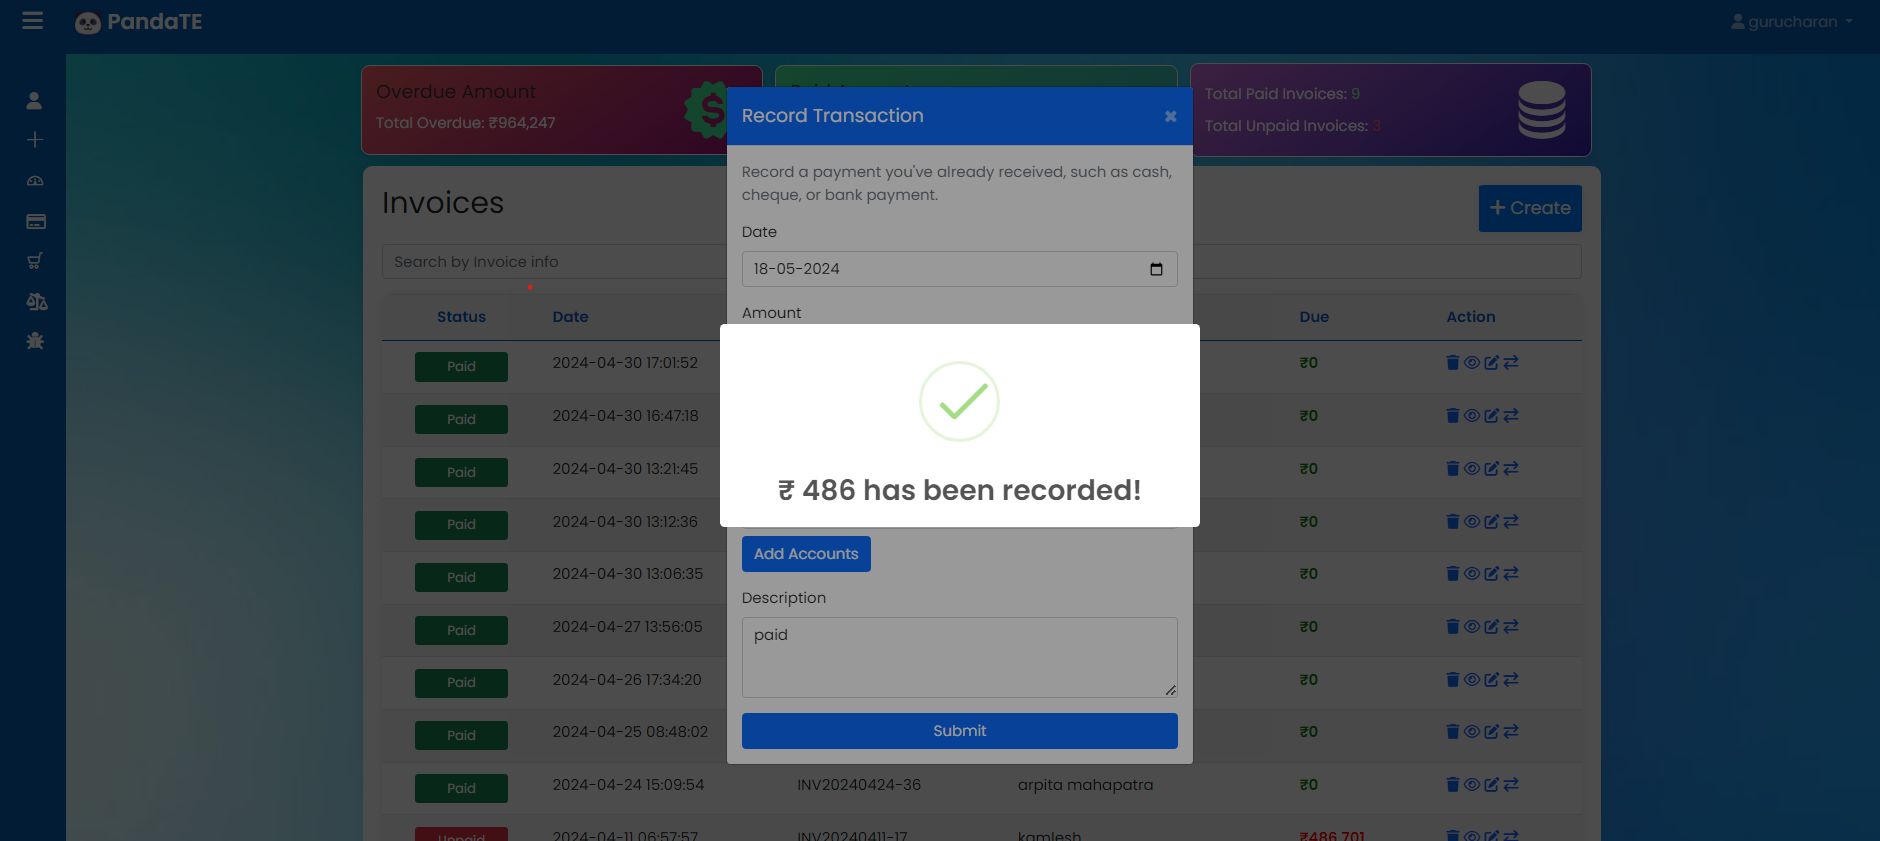 PandaTE
gurucharan
Overdue Amount
Total Overdue: ₹964,247
Total Paid Invoices: 9
Total Unpaid Invoices: 3
Record Transaction
Record a payment you've already received, such as cash,
cheque, or bank payment.
Invoices
Create
Date
Search by Invoice info
18-05-2024
Amount
Status Date Due Action
Paid 2024-04-30 17:01:52 ₹0
Paid 2024-04-30 16:47:18 ₹0
Paid 2024-04-30 13:21:45 ₹0
₹ 486 has been recorded!
Paid 2024-04-30 13:12:36 ₹0
Add Accounts
Paid 2024-04-30 13:06:35 ₹0
Description
Paid 2024-04-27 13:56:05 ₹0
paid
Paid 2024-04-26 17:34:20 ₹0
Paid 2024-04-25 08:48:02 ₹0
Submit
Paid 2024-04-24 15:09:54 INV20240424-36 arpita mahapatra ₹0
Unpaid 2024-04-11 06:57:57 INV20240411-17 kamlesh ₹486,701